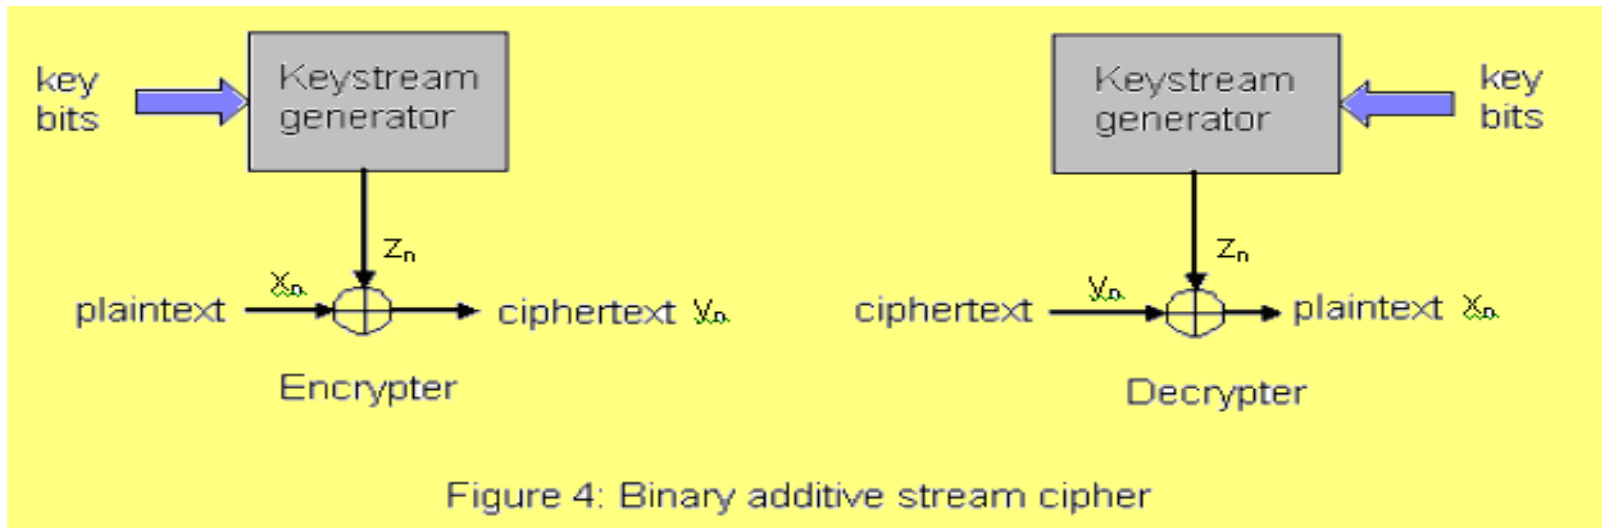 key
bits
Keystream
generator
zₙ
xₙ
plaintext
ciphertext yₙ
Encrypter
Keystream
generator
key
bits
zₙ
yₙ
ciphertext
plaintext xₙ
Decrypter
Figure 4: Binary additive stream cipher